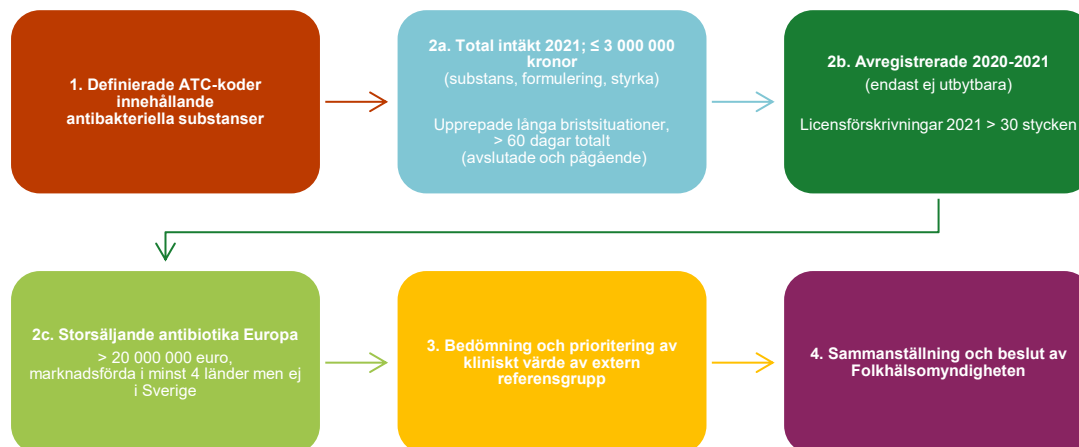 1. Definierade ATC-koder
innehållande
antibakteriella substanser
2a. Total intäkt 2021; ≤ 3 000 000
kronor
(substans, formulering, styrka)
Upprepade långa bristsituationer,
> 60 dagar totalt
(avslutade och pågående)
2b. Avregistrerade 2020-2021
(endast ej utbytbara)
Licensförskrivningar 2021 > 30 stycken
2c. Storsäljande antibiotika Europa
> 20 000 000 euro,
marknadsförda i minst 4 länder men ej
i Sverige
3. Bedömning och prioritering av
kliniskt värde av extern
referensgrupp
4. Sammanställning och beslut av
Folkhälsomyndigheten